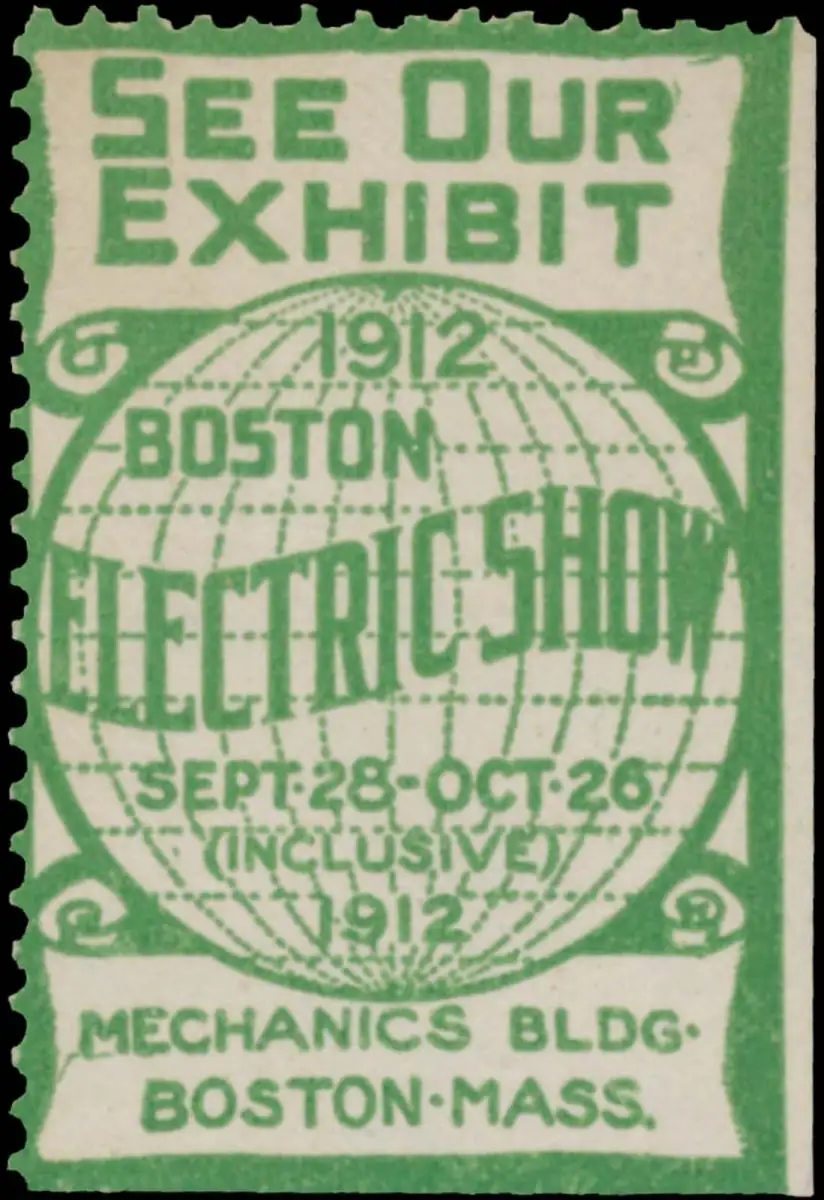 SEE OUR
EXHIBIT
1912
BOSTON
ELECTRIC SHOW
SEPT·28-OCT·26
(INCLUSIVE)
1912
MECHANICS BLDG·
BOSTON·MASS.